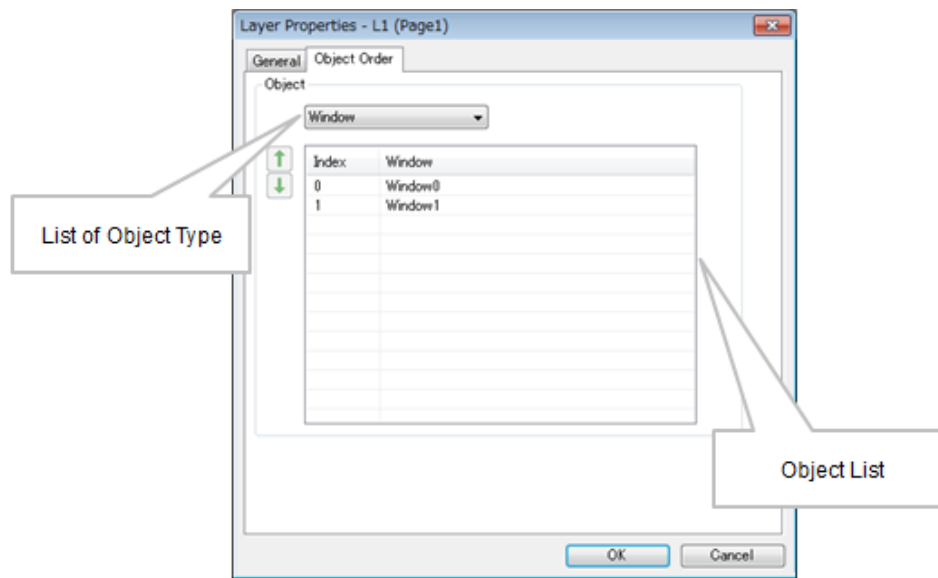 Layer Properties - L1 (Page1)
General Object Order
Object
Window
Index Window
0 Window0
1 Window1
List of Object Type
Object List
OK Cancel